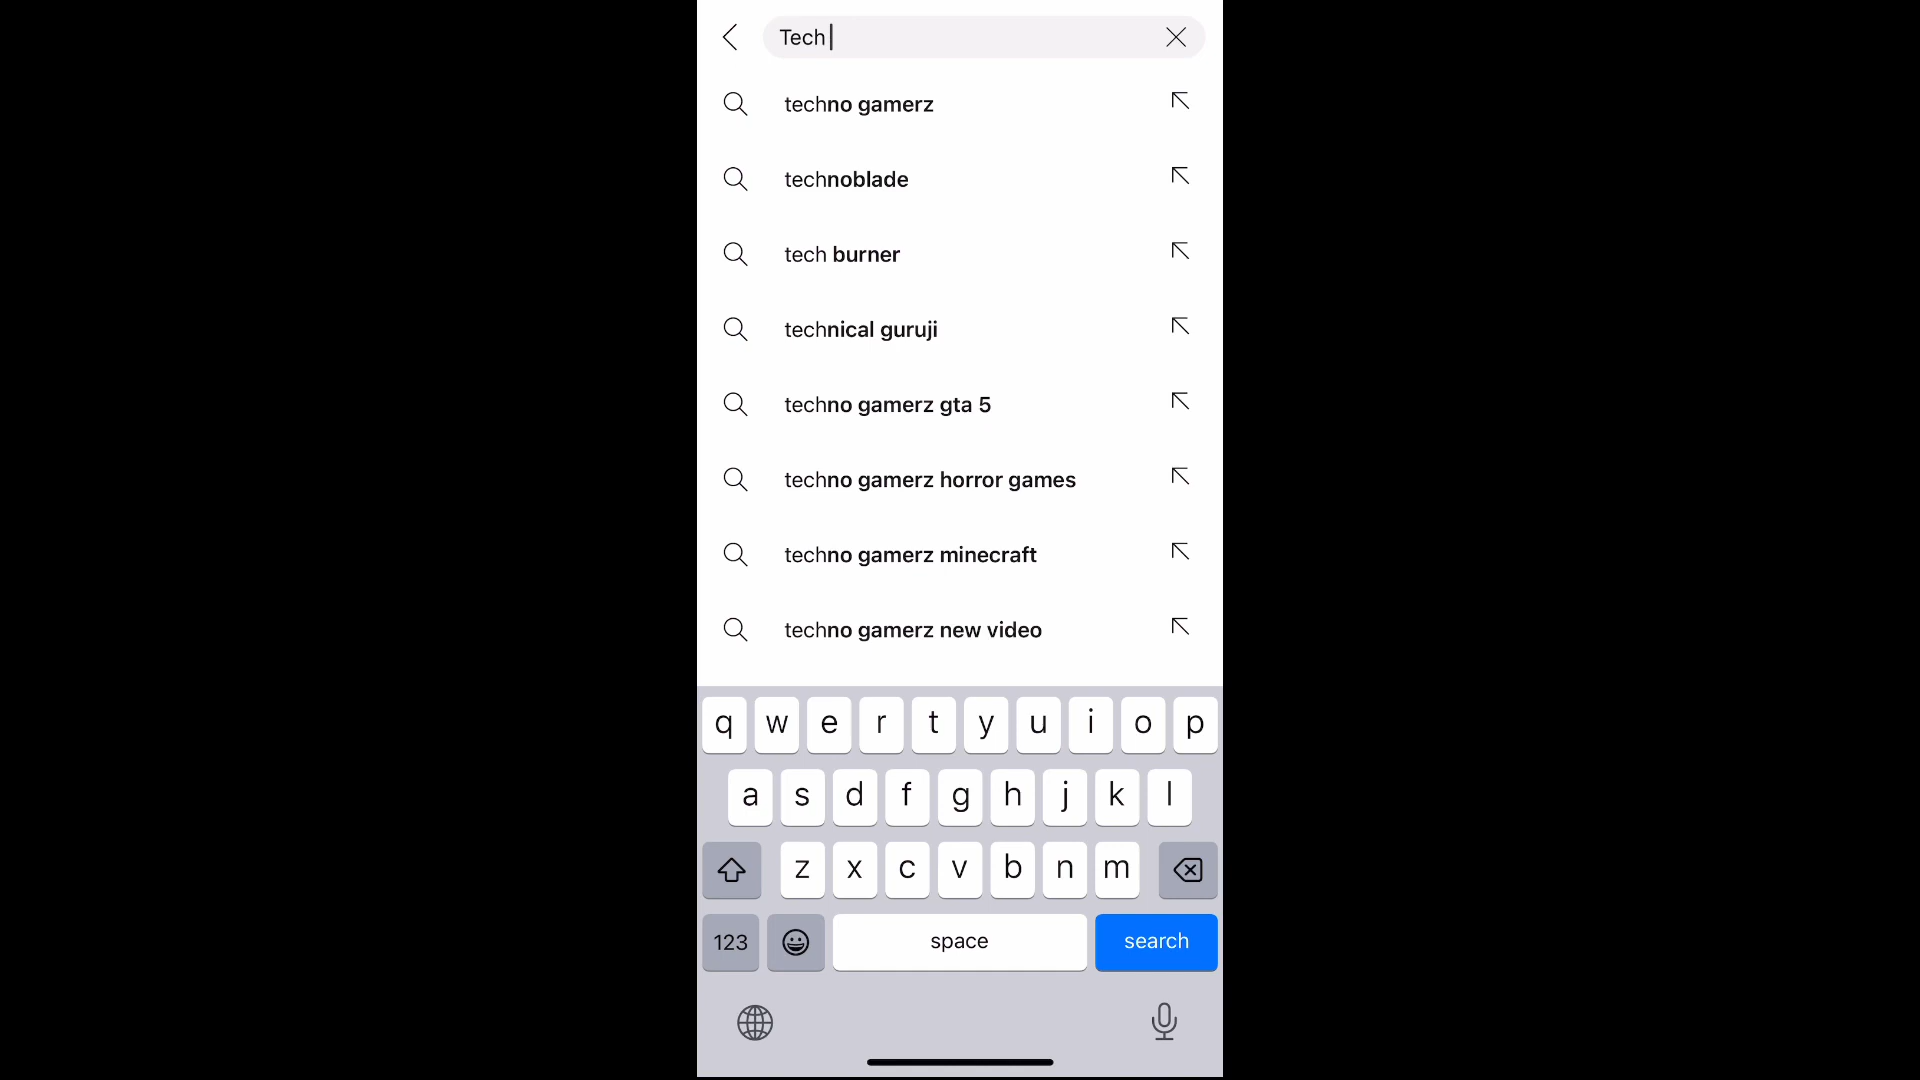 Tech
techno gamerz
technoblade
tech burner
technical guruji
techno gamerz gta 5
techno gamerz horror games
techno gamerz minecraft
techno gamerz new video
q w e r t y u i o p
a s d f g h j k l
z x c v b n m
123 space search